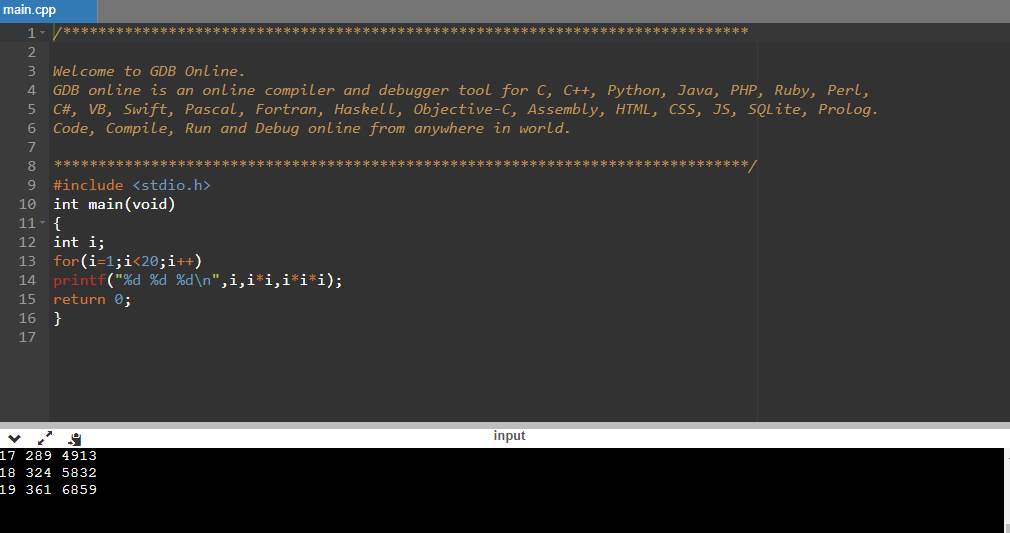 main.cpp
1 /******************************************************************************
2
3 Welcome to GDB Online.
4 GDB online is an online compiler and debugger tool for C, C++, Python, Java, PHP, Ruby, Perl,
5 C#, VB, Swift, Pascal, Fortran, Haskell, Objective-C, Assembly, HTML, CSS, JS, SQLite, Prolog.
6 Code, Compile, Run and Debug online from anywhere in world.
7
8 *******************************************************************************/
9 #include <stdio.h>
10 int main(void)
11 {
12 int i;
13 for(i=1;i<20;i++)
14 printf("%d %d %d\n",i,i*i,i*i*i);
15 return 0;
16 }
17
input
17 289 4913
18 324 5832
19 361 6859